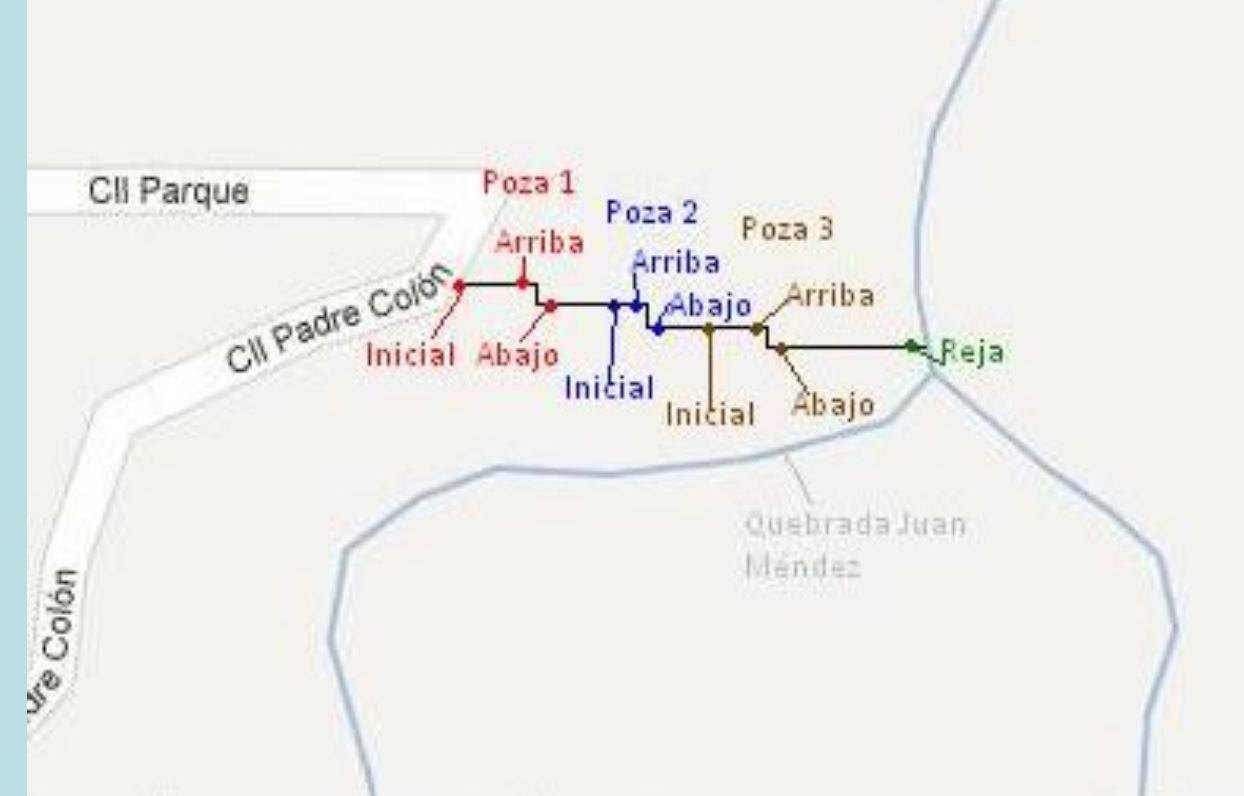 Cll Parque
Poza 1
Poza 2
Poza 3
Arriba
Arriba
Arriba
Cll Padre Colón
Abajo
Inicial
Abajo
Reja
Inicial
Inicial
Abajo
Quebrada Juan
Méndez
dre Colón